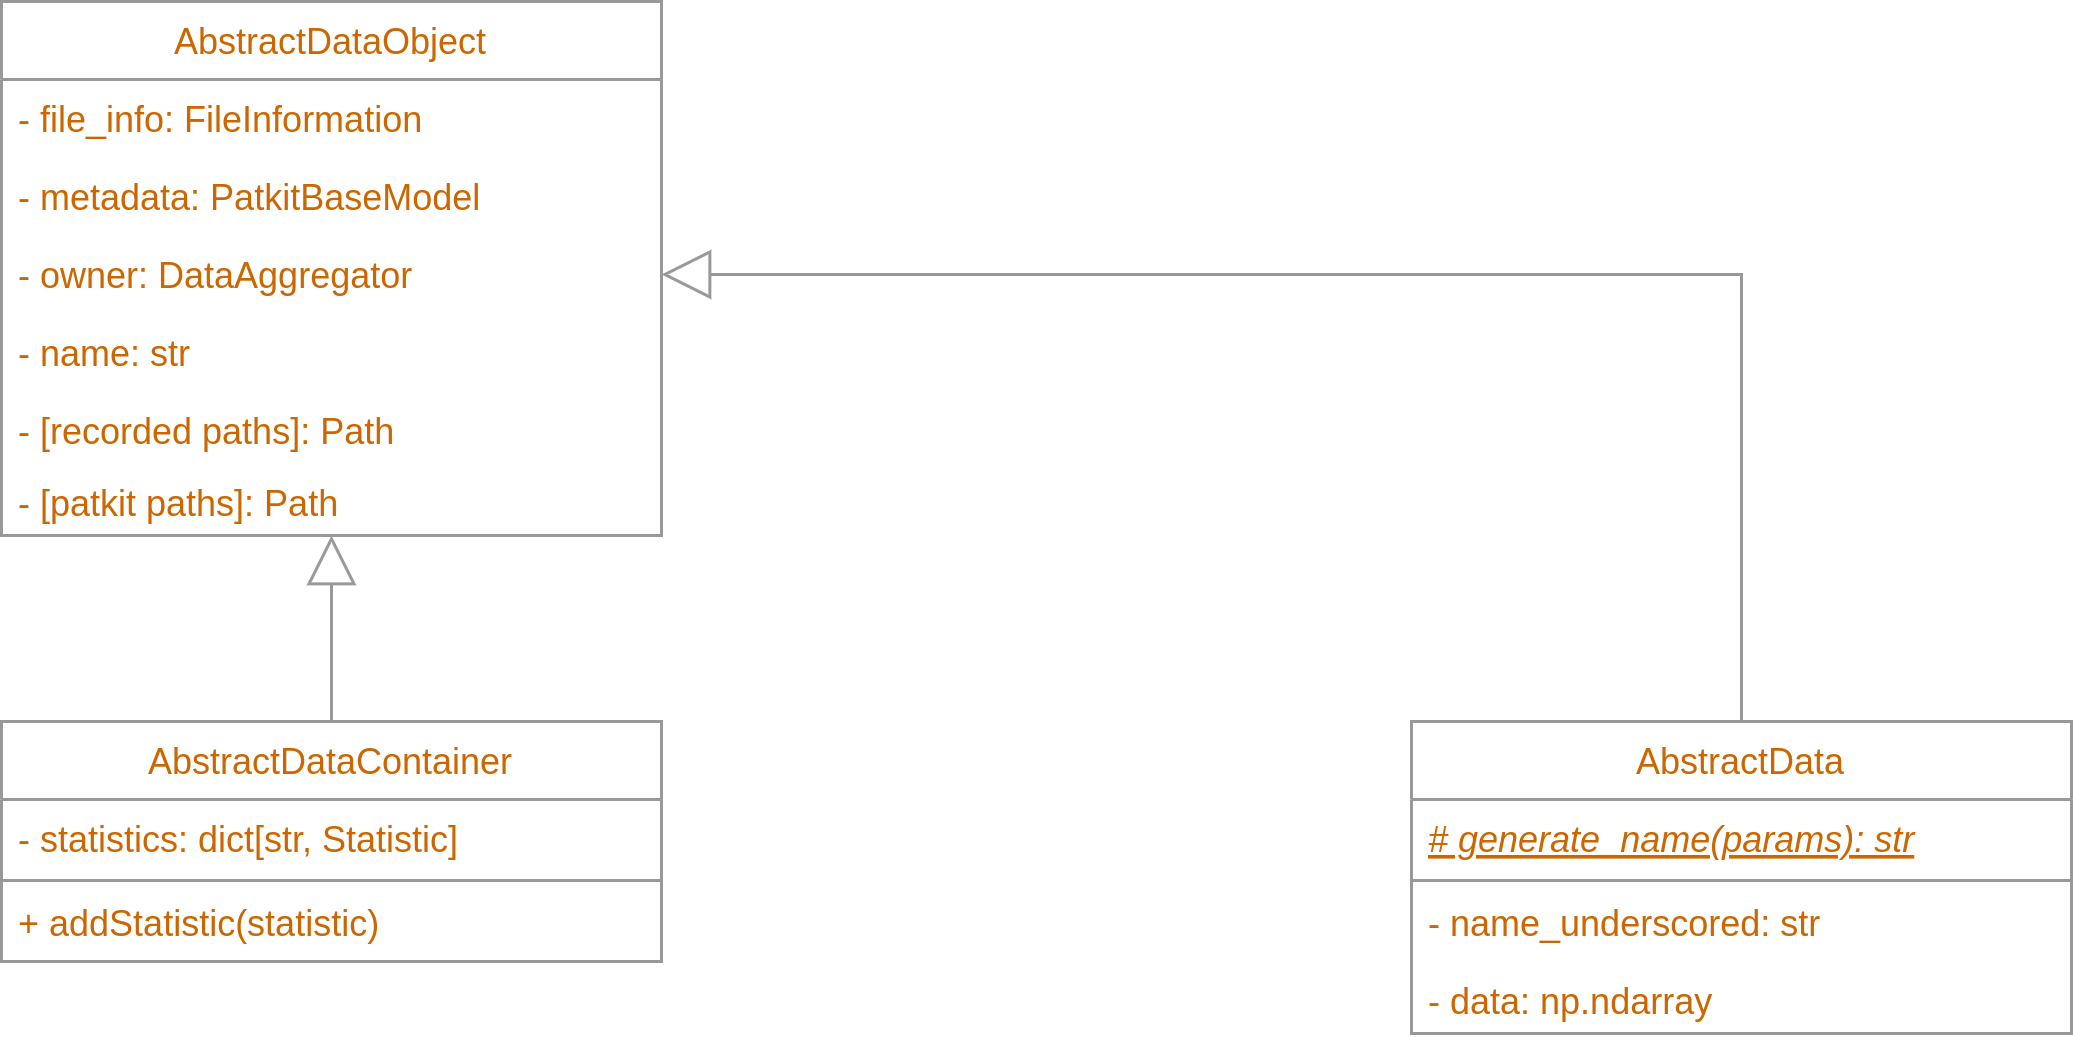 AbstractDataObject
- file_info: FileInformation
- metadata: PatkitBaseModel
- owner: DataAggregator
- name: str
- [recorded paths]: Path
- [patkit paths]: Path
AbstractDataContainer
- statistics: dict[str, Statistic]
+ addStatistic(statistic)
AbstractData
# generate_name(params): str
- name_underscored: str
- data: np.ndarray